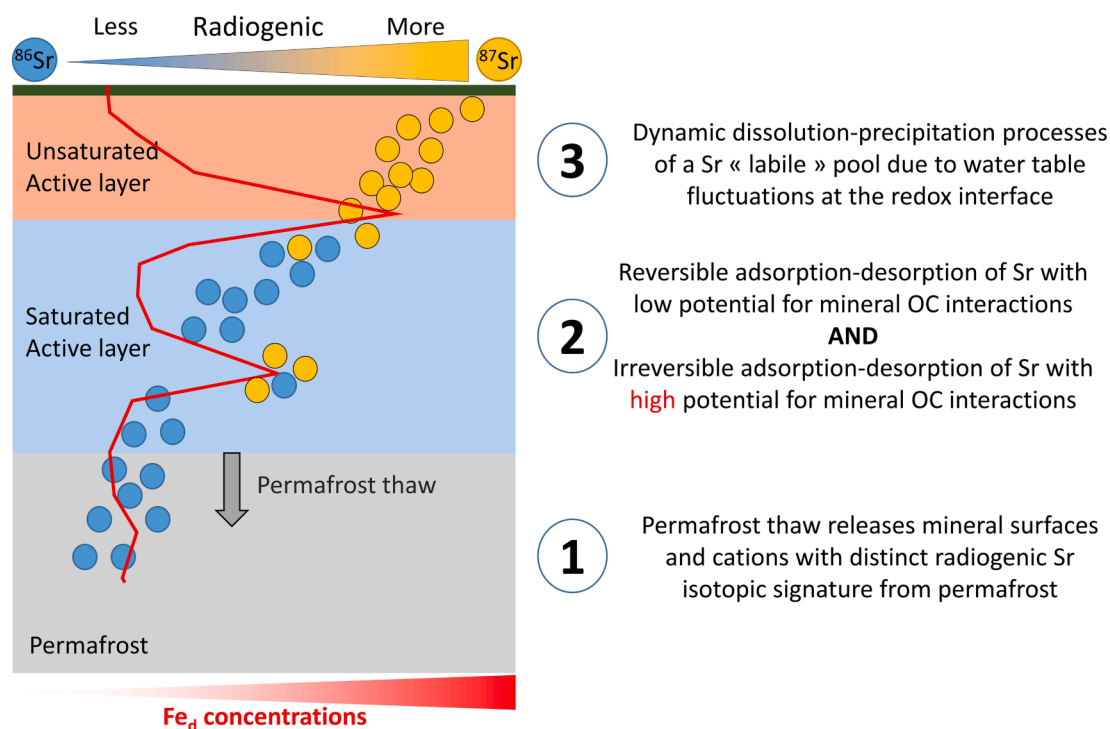 Less Radiogenic More
⁸⁶Sr ⁸⁷Sr
Unsaturated
Active layer
Saturated
Active layer
Permafrost thaw
Permafrost
Fe_d concentrations
3
Dynamic dissolution-precipitation processes
of a Sr « labile » pool due to water table
fluctuations at the redox interface
2
Reversible adsorption-desorption of Sr with
low potential for mineral OC interactions
AND
Irreversible adsorption-desorption of Sr with
high potential for mineral OC interactions
1
Permafrost thaw releases mineral surfaces
and cations with distinct radiogenic Sr
isotopic signature from permafrost